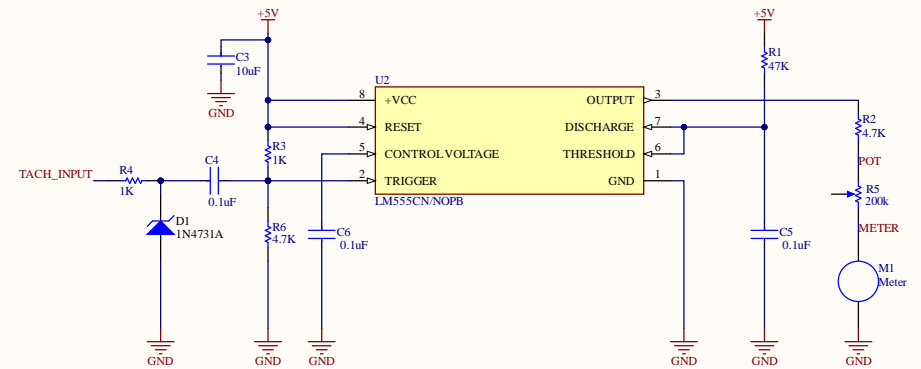 +5V
+5V
C3
10uF
GND
R1
47K
U2
8 +VCC OUTPUT 3
4 RESET DISCHARGE 7
5 CONTROLVOLTAGE THRESHOLD 6
2 TRIGGER GND 1
LM555CN/NOPB
R2
4.7K
POT
R5
200k
METER
M1
Meter
R3
1K
TACH_INPUT
R4
1K
C4
0.1uF
D1
1N4731A
R6
4.7K
C6
0.1uF
C5
0.1uF
GND
GND
GND
GND
GND
GND